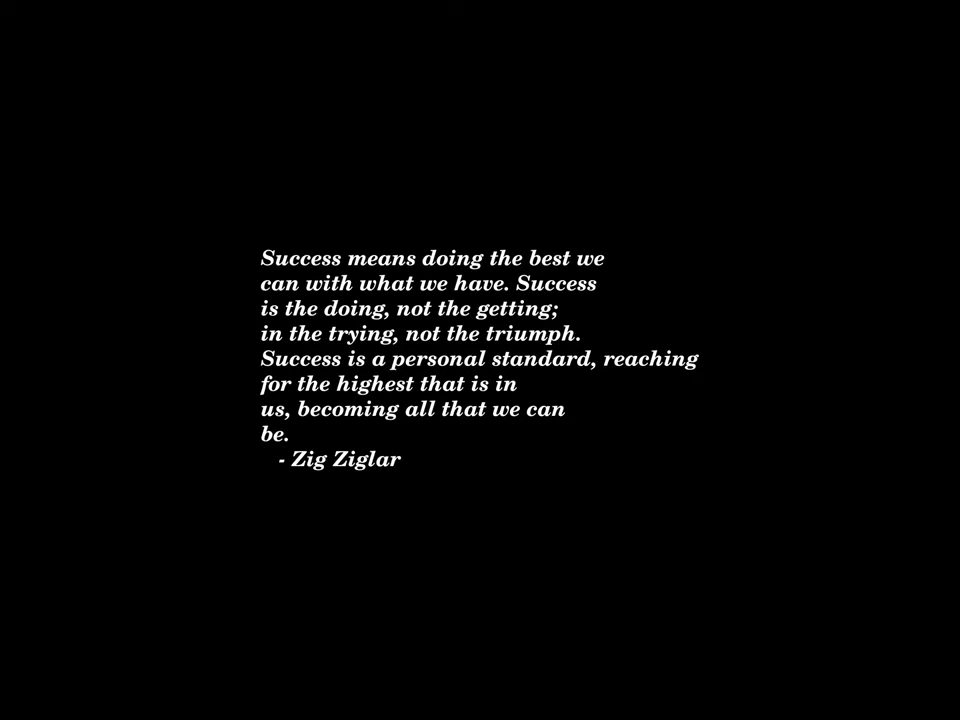 Success means doing the best we
can with what we have. Success
is the doing, not the getting;
in the trying, not the triumph.
Success is a personal standard, reaching
for the highest that is in
us, becoming all that we can
be.
- Zig Ziglar